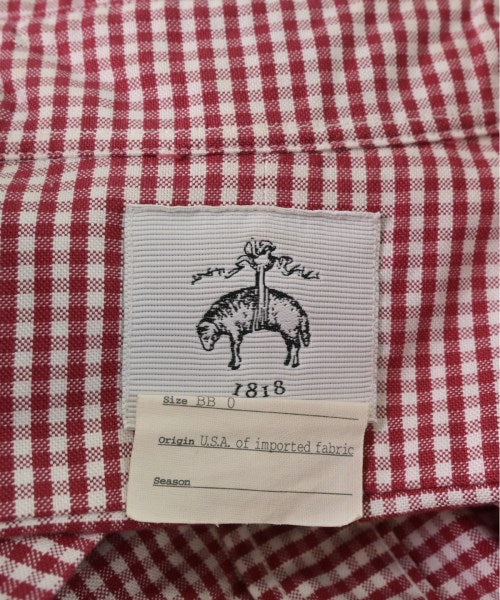 1818
Size BB 0
Origin U.S.A. of imported fabric
Season